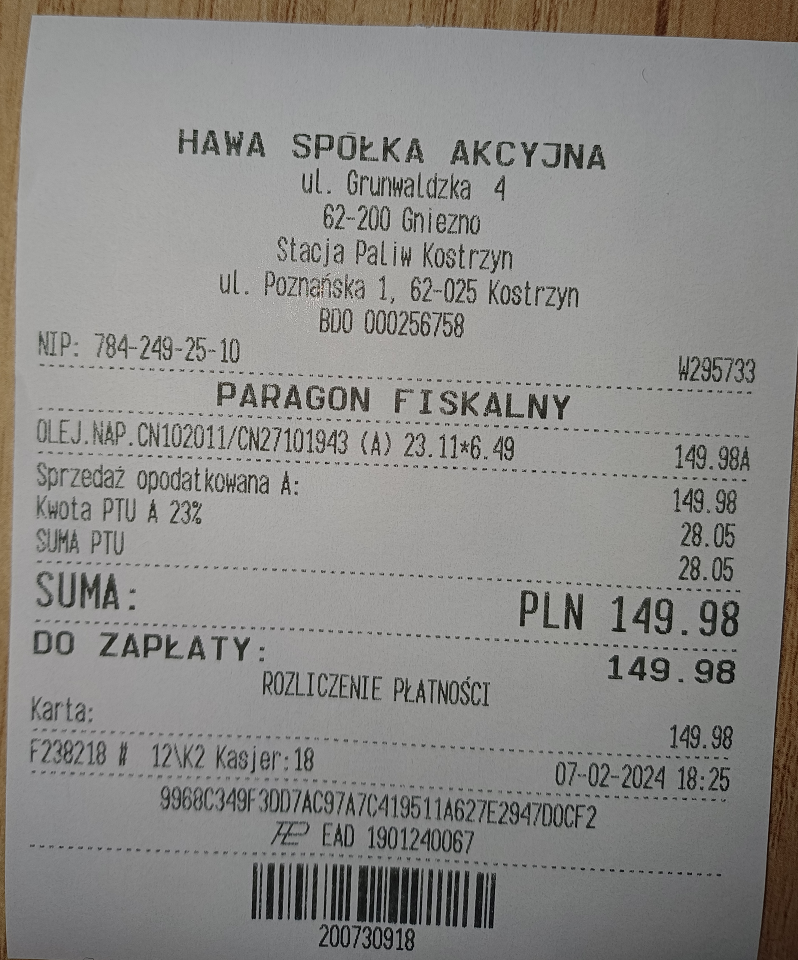 HAWA SPÓŁKA AKCYJNA
ul. Grunwaldzka 4
62-200 Gniezno
Stacja Paliw Kostrzyn
ul. Poznańska 1, 62-025 Kostrzyn
BDO 000256758
NIP: 784-249-25-10 W295733
PARAGON FISKALNY
OLEJ.NAP.CN102011/CN27101943 (A) 23.11*6.49 149.98A
Sprzedaż opodatkowana A: 149.98
Kwota PTU A 23% 28.05
SUMA PTU 28.05
SUMA: PLN 149.98
DO ZAPŁATY: 149.98
ROZLICZENIE PŁATNOŚCI
Karta: 149.98
F238218 # 12\K2 Kasjer:18 07-02-2024 18:25
9968C349F3DD7AC97A7C419511A627E2947D0CF2
EAD 1901240067
200730918